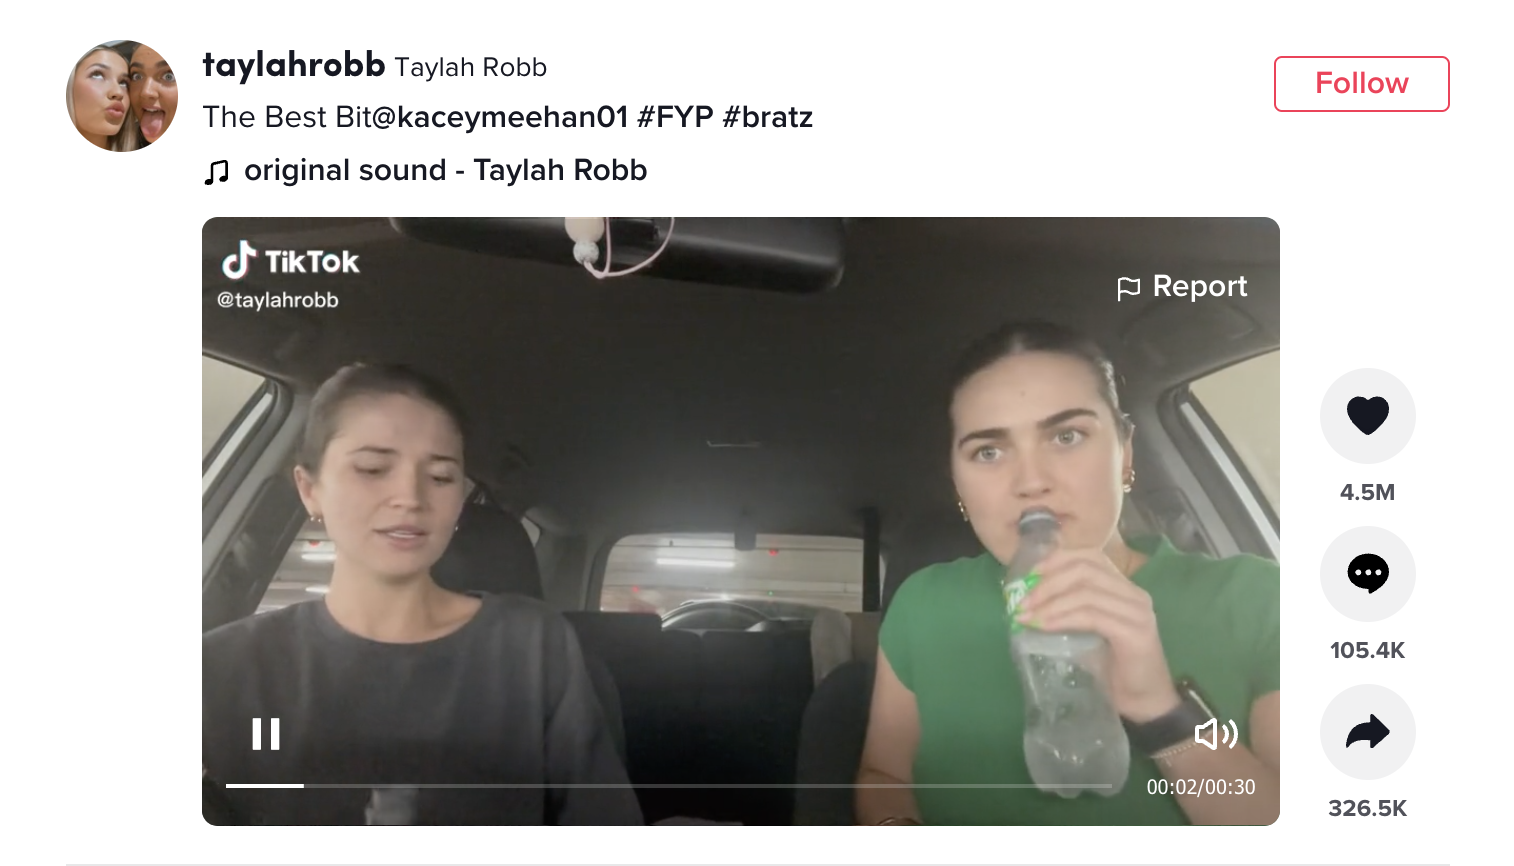 taylahrobb Taylah Robb
Follow
The Best Bit@kaceymeehan01 #FYP #bratz
original sound - Taylah Robb
TikTok
@taylahrobb
Report
4.5M
105.4K
326.5K
00:02/00:30